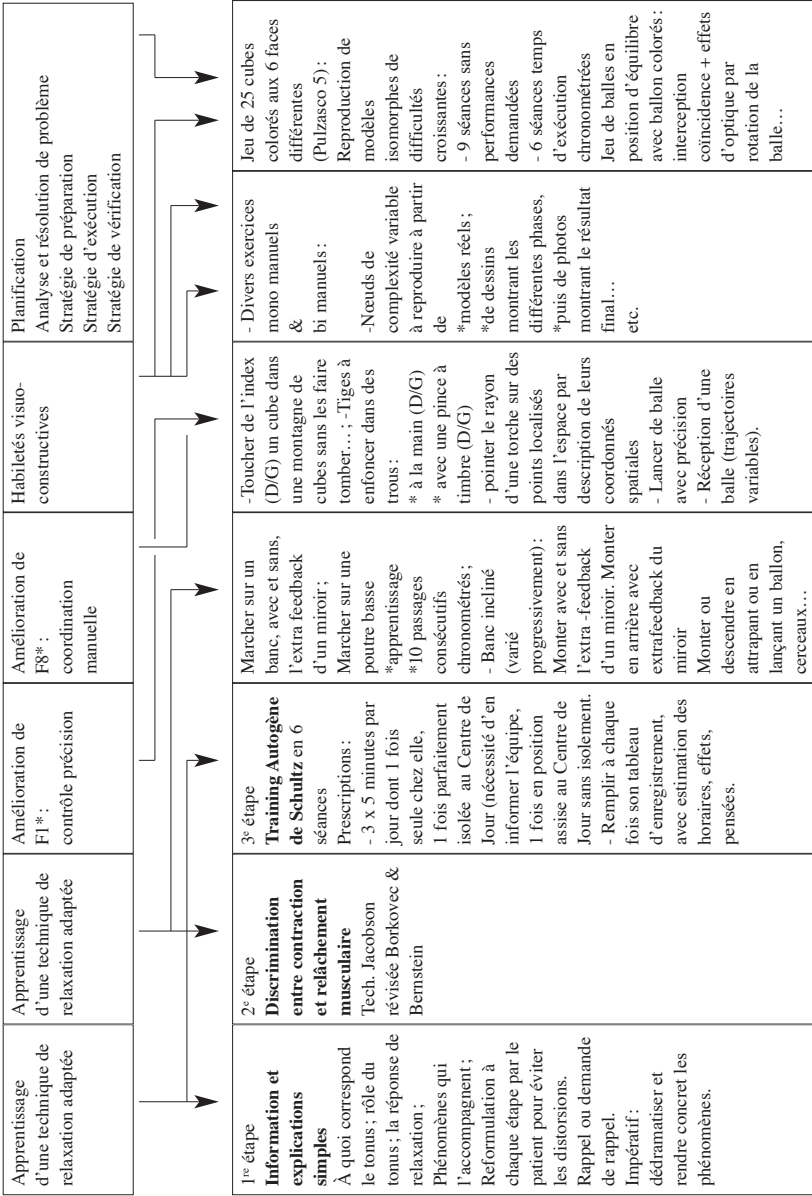 Apprentissage
d'une technique de
relaxation adaptée
Apprentissage
d'une technique de
relaxation adaptée
Amélioration de
F1* :
contrôle précision
Amélioration de
F8* :
coordination
manuelle
Habiletés visuo-
constructives
Planification
Analyse et résolution de problème
Stratégie de préparation
Stratégie d'exécution
Stratégie de vérification
1re étape
Information et
explications
simples
À quoi correspond
le tonus ; rôle du
tonus ; la réponse de
relaxation ;
Phénomènes qui
l'accompagnent ;
Reformulation à
chaque étape par le
patient pour éviter
les distorsions.
Rappel ou demande
de rappel.
Impératif :
dédramatiser et
rendre concret les
phénomènes.
2e étape
Discrimination
entre contraction
et relâchement
musculaire
Tech. Jacobson
révisée Borkovec &
Bernstein
3e étape
Training Autogène
de Schultz en 6
séances
Prescriptions :
- 3 x 5 minutes par
jour dont 1 fois
seule chez elle,
1 fois parfaitement
isolée au Centre de
Jour (nécessité d'en
informer l'équipe,
1 fois en position
assise au Centre de
Jour sans isolement.
- Remplir à chaque
fois son tableau
d'enregistrement,
avec estimation des
horaires, effets,
pensées.
Marcher sur un
banc, avec et sans,
l'extra feedback
d'un miroir ;
Marcher sur une
poutre basse
*apprentissage
*10 passages
consécutifs
chronométrés ;
- Banc incliné
(varié
progressivement) :
Monter avec et sans
l'extra -feedback
d'un miroir. Monter
en arrière avec
extrafeedback du
miroir
Monter ou
descendre en
attrapant ou en
lançant un ballon,
cerceaux…
-Toucher de l'index
(D/G) un cube dans
une montagne de
cubes sans les faire
tomber… ; -Tiges à
enfoncer dans des
trous :
* à la main (D/G)
* avec une pince à
timbre (D/G)
- pointer le rayon
d'une torche sur des
points localisés
dans l'espace par
description de leurs
coordonnés
spatiales
- Lancer de balle
avec précision
- Réception d'une
balle (trajectoires
variables).
- Divers exercices
mono manuels
&
bi manuels :
-Nœuds de
complexité variable
à reproduire à partir
de
*modèles réels ;
*de dessins
montrant les
différentes phases,
*puis de photos
montrant le résultat
final…
etc.
Jeu de 25 cubes
colorés aux 6 faces
différentes
(Pulzasco 5) :
Reproduction de
modèles
isomorphes de
difficultés
croissantes :
- 9 séances sans
performances
demandées
- 6 séances temps
d'exécution
chronométrées
Jeu de balles en
position d'équilibre
avec ballon colorés :
interception
coïncidence + effets
d'optique par
rotation de la
balle…